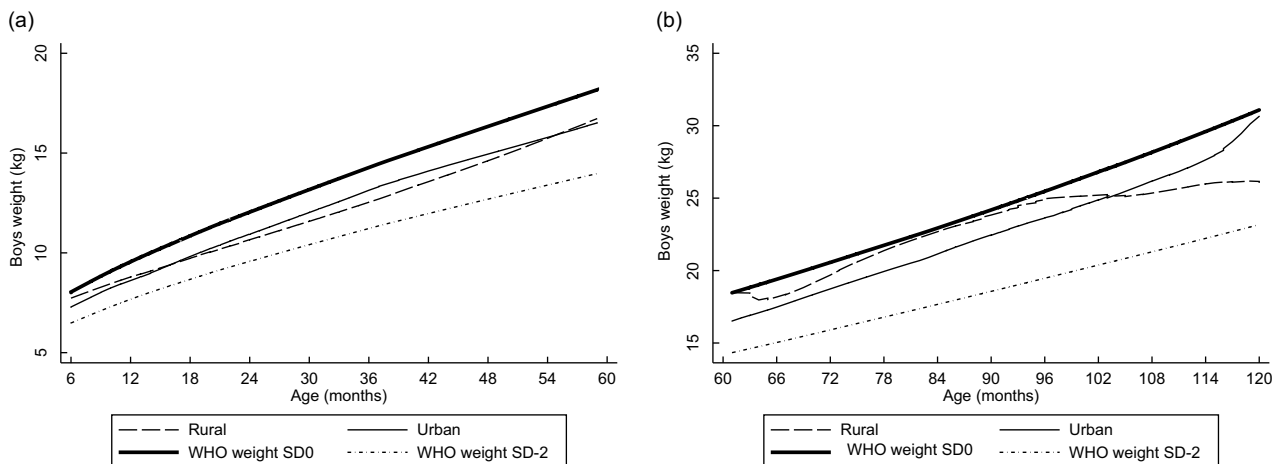 (a)
20
15
10
5
Boys weight (kg)
6 12 18 24 30 36 42 48 54 60
Age (months)
Rural Urban
WHO weight SD0 WHO weight SD-2
(b)
35
30
25
20
15
Boys weight (kg)
60 66 72 78 84 90 96 102 108 114 120
Age (months)
Rural Urban
WHO weight SD0 WHO weight SD-2